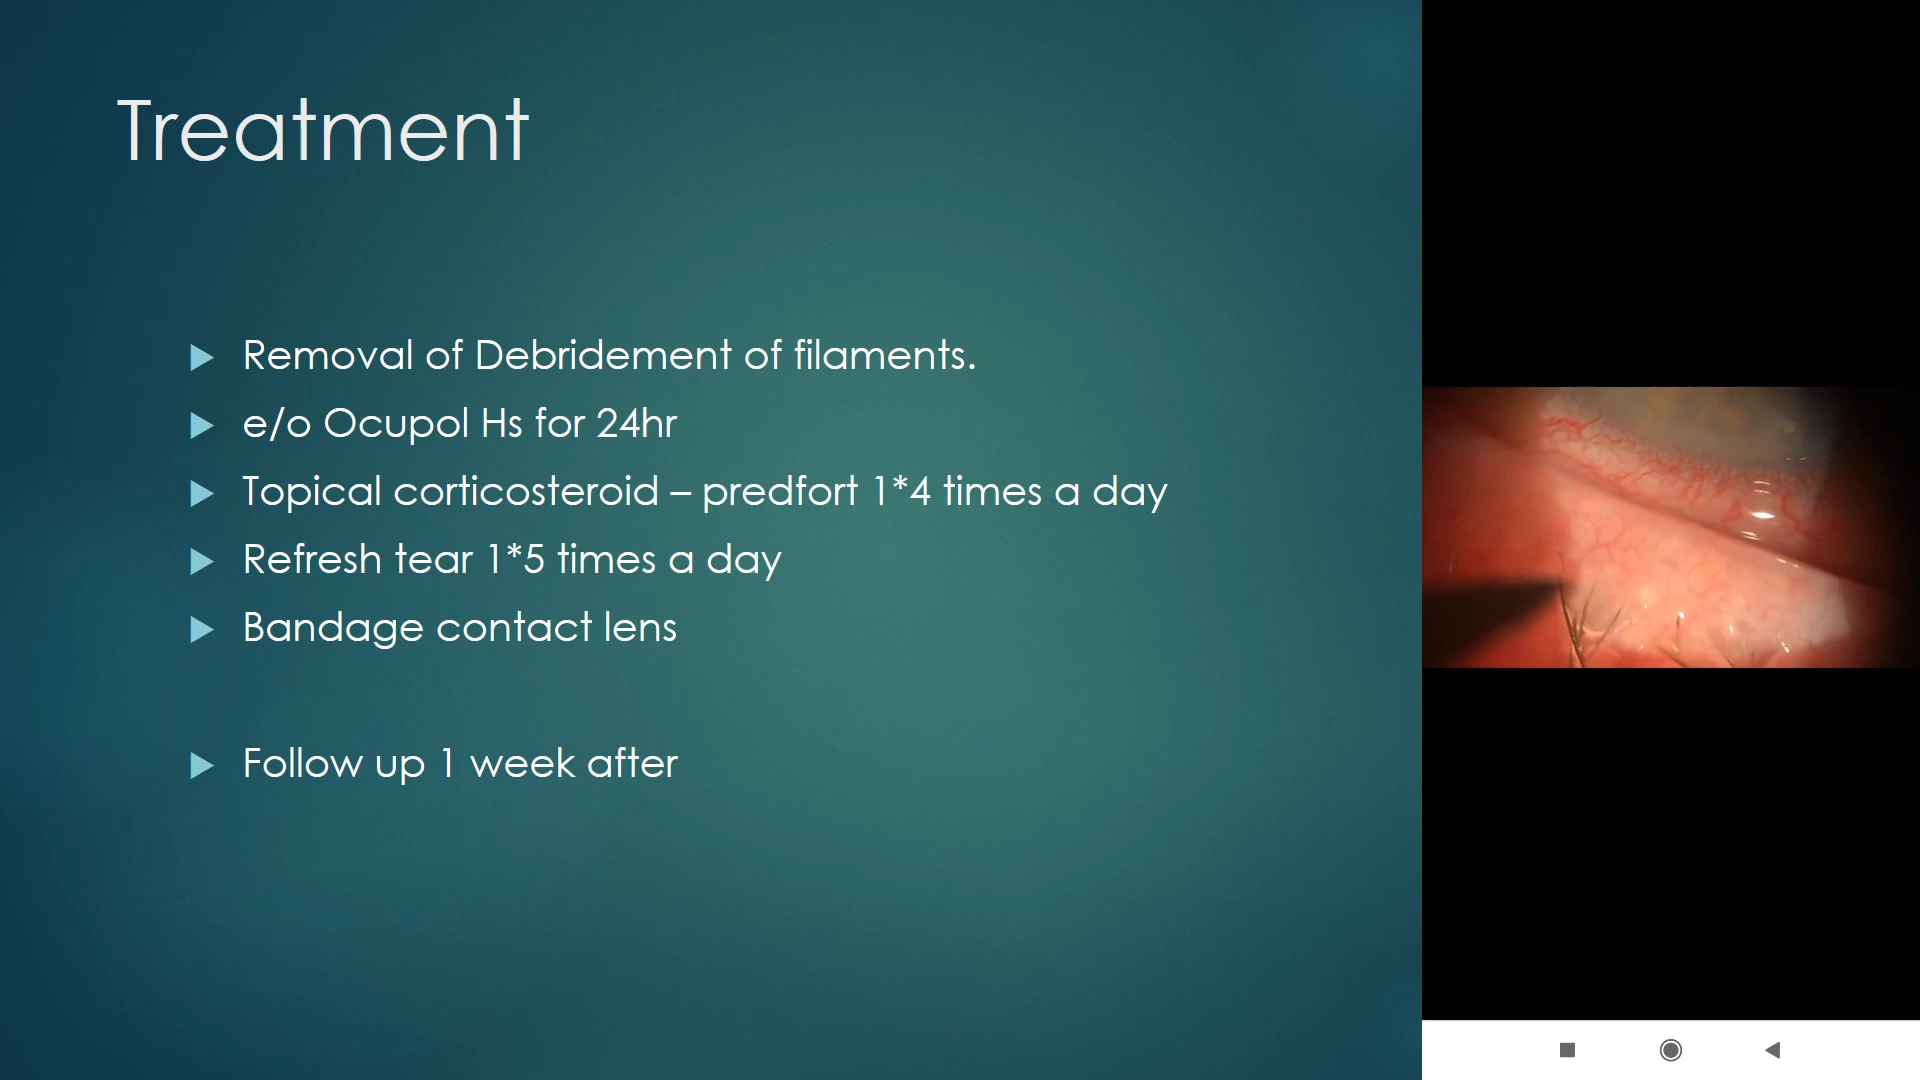 Treatment
Removal of Debridement of filaments.
e/o Ocupol Hs for 24hr
Topical corticosteroid – predfort 1*4 times a day
Refresh tear 1*5 times a day
Bandage contact lens
Follow up 1 week after